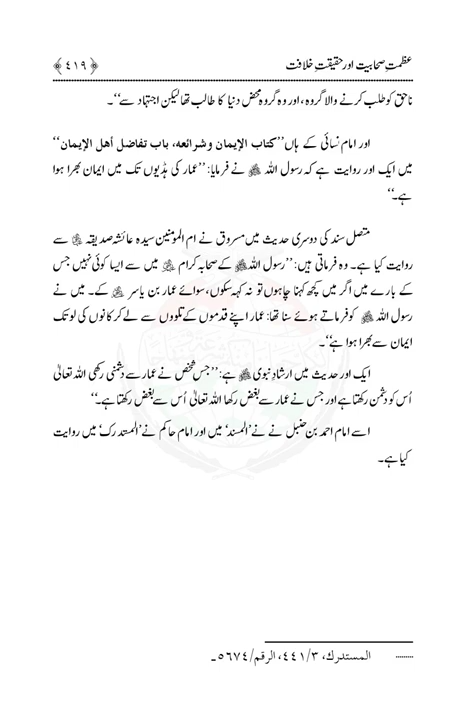 عظمتِ صحابیت اور حقیقتِ خلافت ﴿ ٤١٩ ﴾
ناحق کو طلب کرنے والا گروہ، اور وہ گروہ محض دنیا کا طالب تھا لیکن اجتہاد سے‘‘۔
اور امام نسائی کے ہاں ’’كتاب الإيمان وشرائعه، باب تفاضل أهل الإيمان‘‘
میں ایک اور روایت ہے کہ رسول اللہ ﷺ نے فرمایا: ’’عمار کی ہڈیوں تک میں ایمان بھرا ہوا
ہے۔‘‘
متصل سند کی دوسری حدیث میں مسروق نے ام المومنین سیدہ عائشہ صدیقہ ؓ سے
روایت کیا ہے۔ وہ فرماتی ہیں: ’’رسول اللہ ﷺ کے صحابہ کرام ؓ میں سے ایسا کوئی نہیں جس
کے بارے میں اگر میں کچھ کہنا چاہوں تو نہ کہہ سکوں، سوائے عمار بن یاسر ؓ کے۔ میں نے
رسول اللہ ﷺ کو فرماتے ہوئے سنا تھا: عمار اپنے قدموں کے تلووں سے لے کر کانوں کی لو تک
ایمان سے بھرا ہوا ہے‘‘۔
ایک اور حدیث میں ارشادِ نبوی ﷺ ہے: ’’جس شخص نے عمار سے دشمنی رکھی اللہ تعالیٰ
اُس کو دشمن رکھتا ہے اور جس نے عمار سے بغض رکھا اللہ تعالیٰ اُس سے بغض رکھتا ہے۔‘‘
اسے امام احمد بن حنبل نے نے ’المسند‘ میں اور امام حاکم نے ’المستدرک‘ میں روایت
کیا ہے۔
......... المستدرك، ٣/٤٤١، الرقم/٥٦٧٤۔